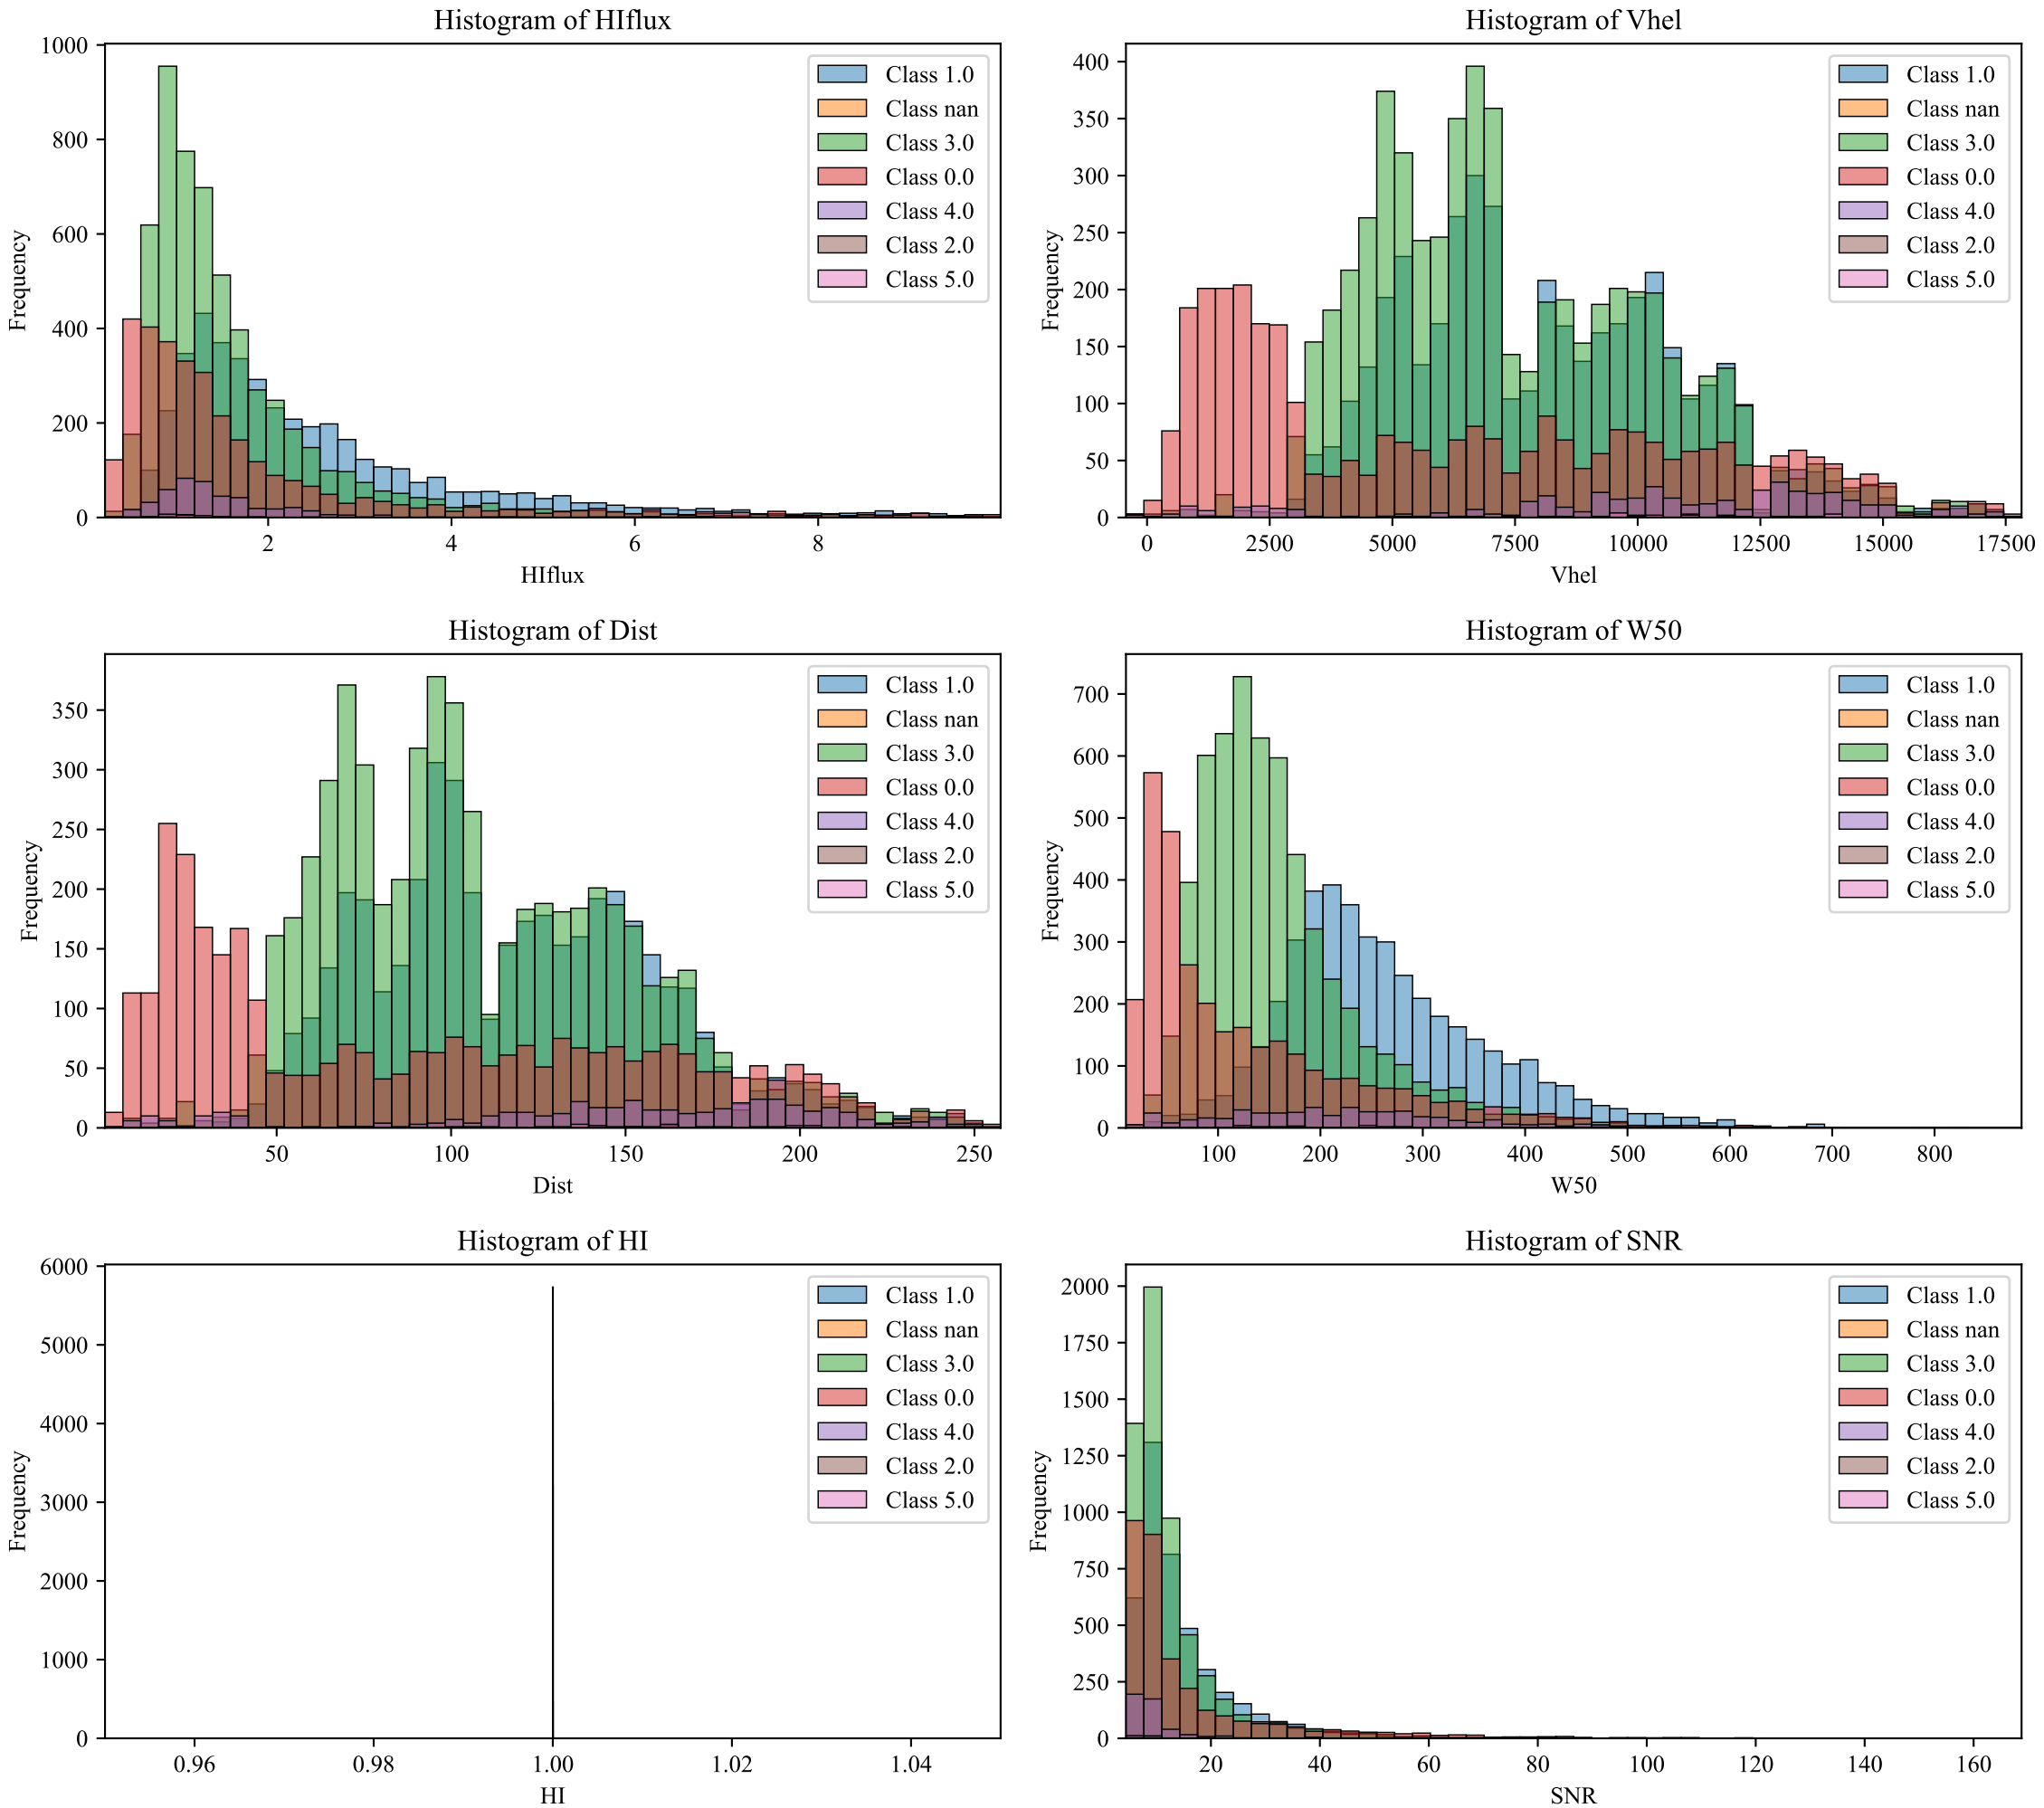 Histogram of HIflux
Frequency
1000
800
600
400
200
0
2 4 6 8
HIflux
Class 1.0
Class nan
Class 3.0
Class 0.0
Class 4.0
Class 2.0
Class 5.0
Histogram of Vhel
Frequency
400
350
300
250
200
150
100
50
0
0 2500 5000 7500 10000 12500 15000 17500
Vhel
Class 1.0
Class nan
Class 3.0
Class 0.0
Class 4.0
Class 2.0
Class 5.0
Histogram of Dist
Frequency
350
300
250
200
150
100
50
0
50 100 150 200 250
Dist
Class 1.0
Class nan
Class 3.0
Class 0.0
Class 4.0
Class 2.0
Class 5.0
Histogram of W50
Frequency
700
600
500
400
300
200
100
0
100 200 300 400 500 600 700 800
W50
Class 1.0
Class nan
Class 3.0
Class 0.0
Class 4.0
Class 2.0
Class 5.0
Histogram of HI
Frequency
6000
5000
4000
3000
2000
1000
0
0.96 0.98 1.00 1.02 1.04
HI
Class 1.0
Class nan
Class 3.0
Class 0.0
Class 4.0
Class 2.0
Class 5.0
Histogram of SNR
Frequency
2000
1750
1500
1250
1000
750
500
250
0
20 40 60 80 100 120 140 160
SNR
Class 1.0
Class nan
Class 3.0
Class 0.0
Class 4.0
Class 2.0
Class 5.0